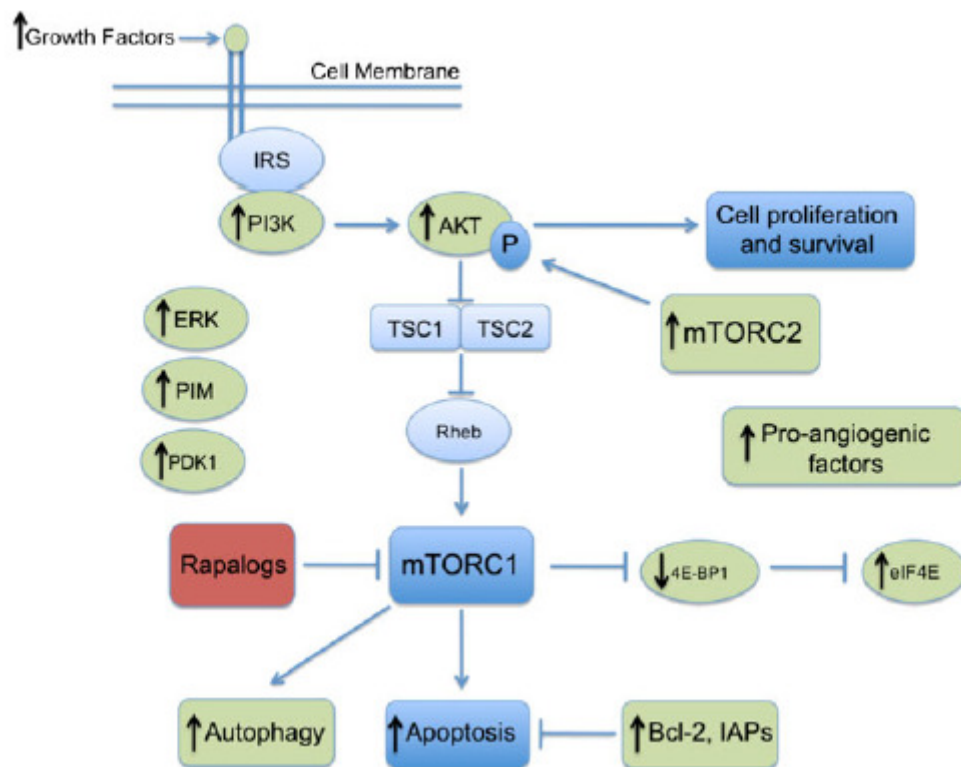 ↑Growth Factors
Cell Membrane
IRS
↑PI3K
↑AKT
P
Cell proliferation
and survival
TSC1
TSC2
↑mTORC2
↑ERK
↑PIM
↑PDK1
Rheb
↑Pro-angiogenic
factors
Rapalogs
mTORC1
↓4E-BP1
↑eIF4E
↑Autophagy
↑Apoptosis
↑Bcl-2, IAPs